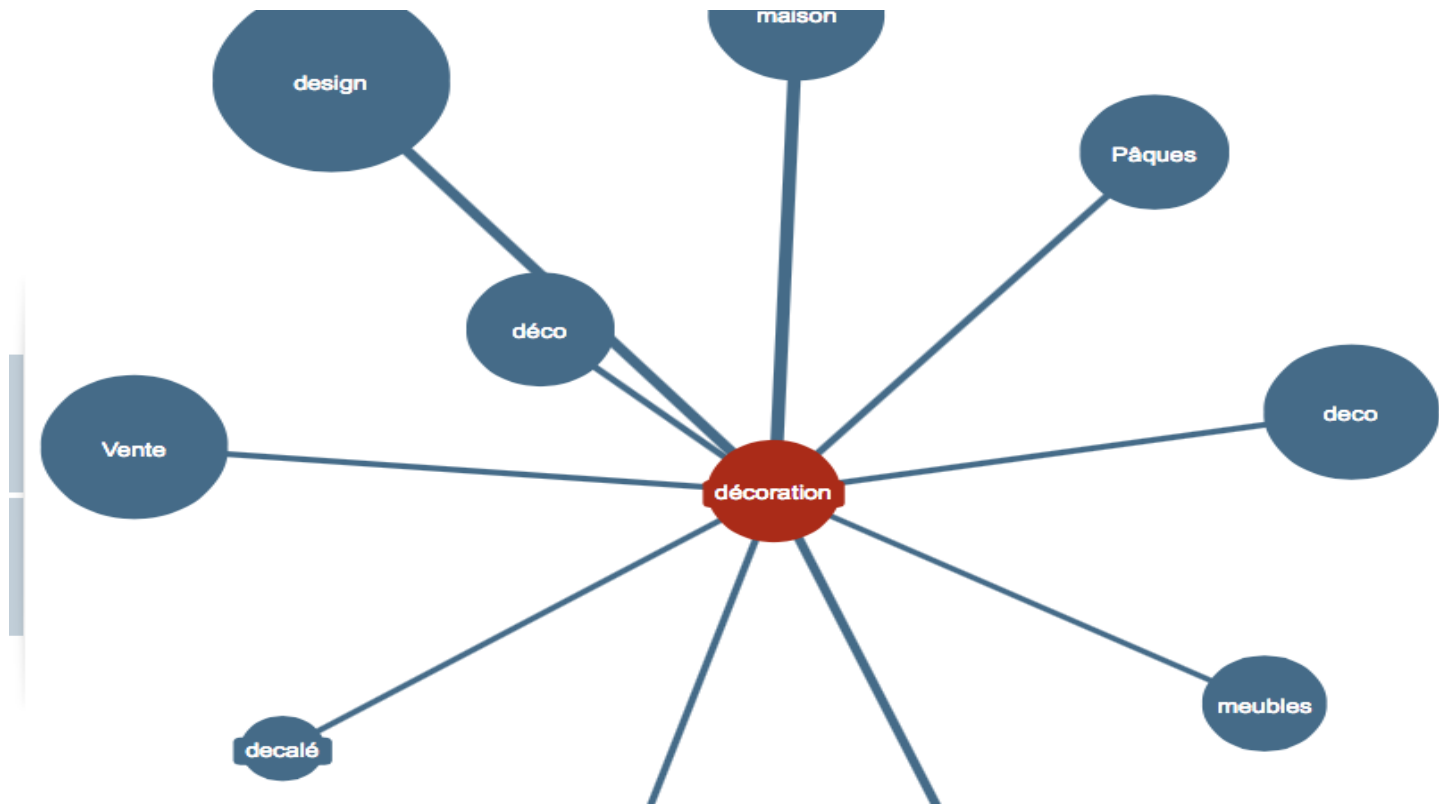 maison
design
Pâques
déco
deco
Vente
décoration
meubles
decalé